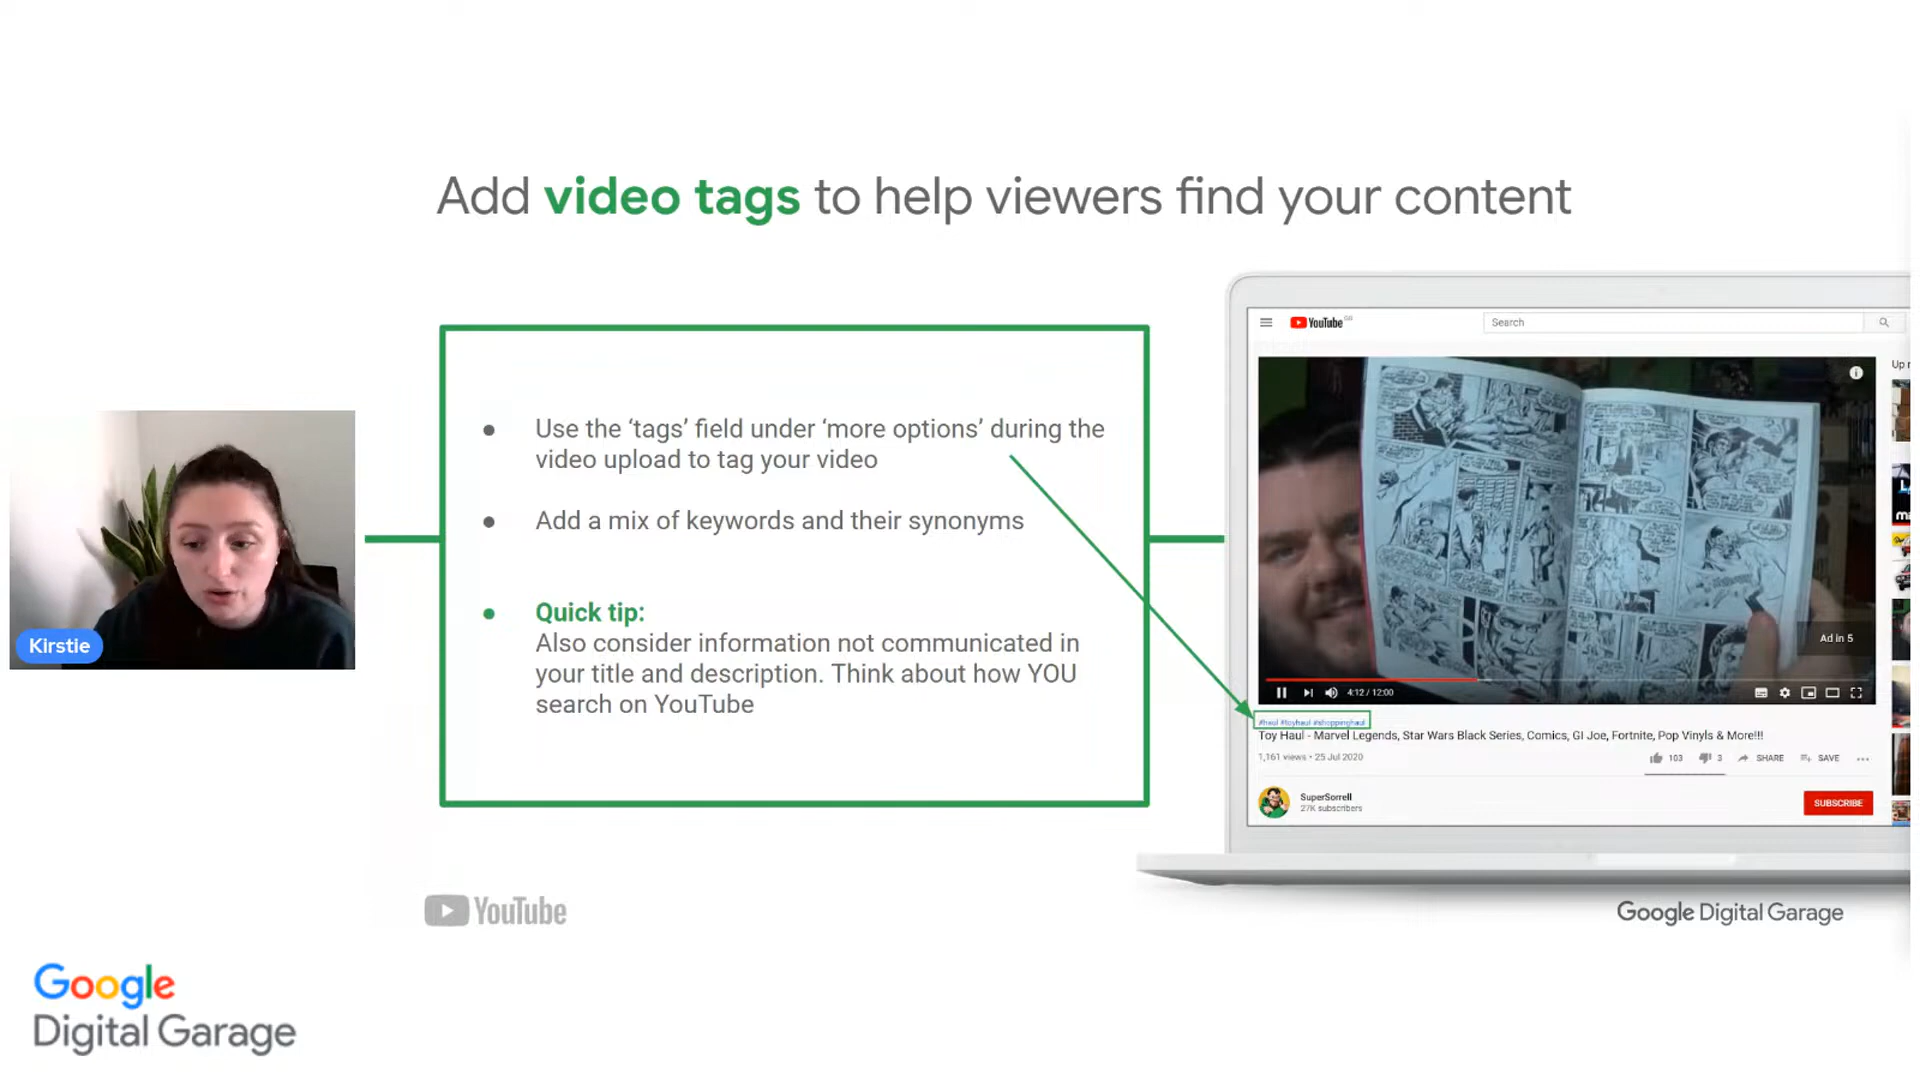 Add video tags to help viewers find your content
Kirstie
Use the ‘tags’ field under ‘more options’ during the
video upload to tag your video
Add a mix of keywords and their synonyms
Quick tip:
Also consider information not communicated in
your title and description. Think about how YOU
search on YouTube
YouTube GB
Search
Up n
Ad in 5
4:12 / 12:00
#haul #toyhaul #shoppinghaul
Toy Haul - Marvel Legends, Star Wars Black Series, Comics, GI Joe, Fortnite, Pop Vinyls & More!!!
1,161 views • 25 Jul 2020
103 3 SHARE SAVE
SuperSorrell
27K subscribers
SUBSCRIBE
YouTube
Google Digital Garage
Google
Digital Garage